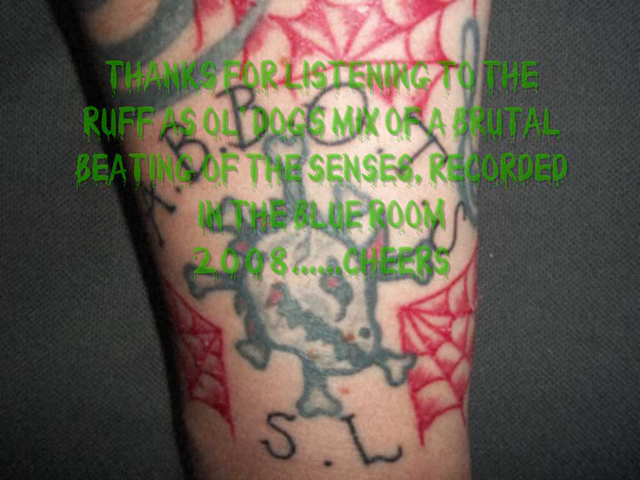 THANKS FOR LISTENING TO THE
RUFF AS OL' DOGS MIX OF A BRUTAL
BEATING OF THE SENSES, RECORDED
IN THE BLUE ROOM
2008......CHEERS
A.B.B.O.T.S
S.L